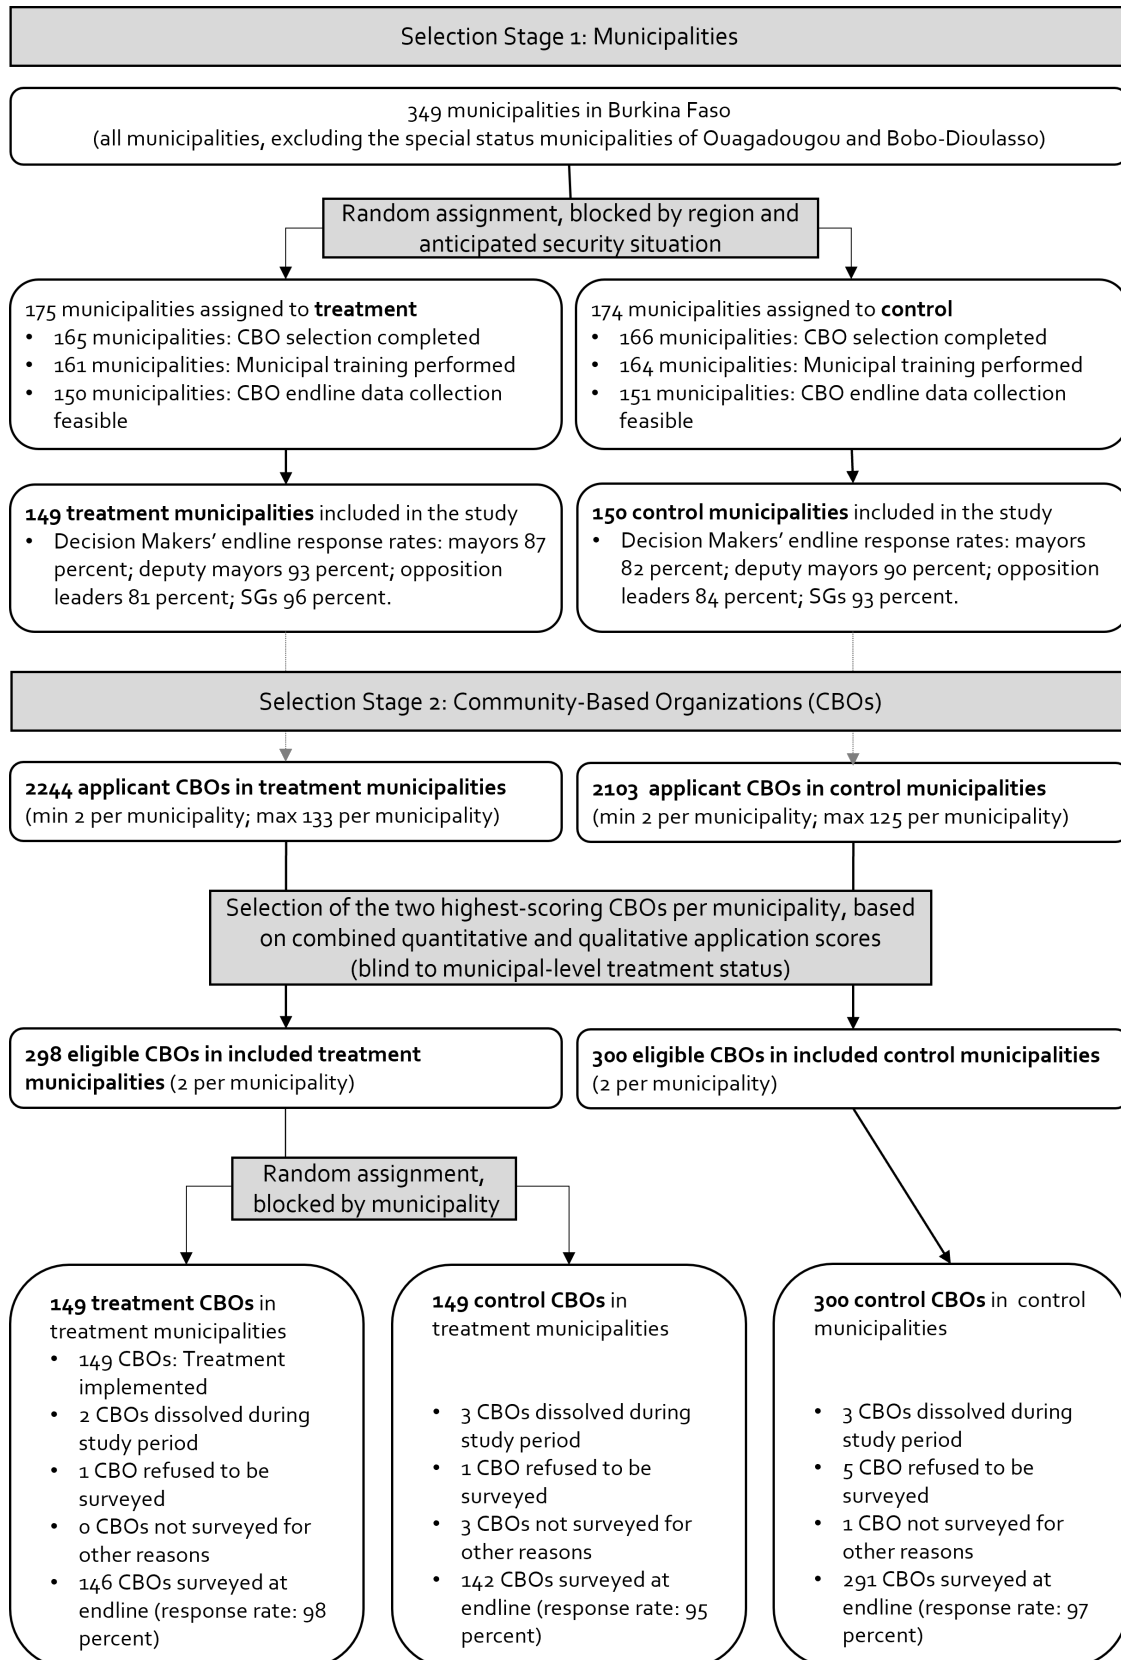 Selection Stage 1: Municipalities
349 municipalities in Burkina Faso
(all municipalities, excluding the special status municipalities of Ouagadougou and Bobo-Dioulasso)
Random assignment, blocked by region and
anticipated security situation
175 municipalities assigned to treatment
• 165 municipalities: CBO selection completed
• 161 municipalities: Municipal training performed
• 150 municipalities: CBO endline data collection
feasible
174 municipalities assigned to control
• 166 municipalities: CBO selection completed
• 164 municipalities: Municipal training performed
• 151 municipalities: CBO endline data collection
feasible
149 treatment municipalities included in the study
• Decision Makers' endline response rates: mayors 87
percent; deputy mayors 93 percent; opposition
leaders 81 percent; SGs 96 percent.
150 control municipalities included in the study
• Decision Makers' endline response rates: mayors
82 percent; deputy mayors 90 percent; opposition
leaders 84 percent; SGs 93 percent.
Selection Stage 2: Community-Based Organizations (CBOs)
2244 applicant CBOs in treatment municipalities
(min 2 per municipality; max 133 per municipality)
2103 applicant CBOs in control municipalities
(min 2 per municipality; max 125 per municipality)
Selection of the two highest-scoring CBOs per municipality, based
on combined quantitative and qualitative application scores
(blind to municipal-level treatment status)
298 eligible CBOs in included treatment
municipalities (2 per municipality)
300 eligible CBOs in included control municipalities
(2 per municipality)
Random assignment,
blocked by municipality
149 treatment CBOs in
treatment municipalities
• 149 CBOs: Treatment
implemented
• 2 CBOs dissolved during
study period
• 1 CBO refused to be
surveyed
• 0 CBOs not surveyed for
other reasons
• 146 CBOs surveyed at
endline (response rate: 98
percent)
149 control CBOs in
treatment municipalities
• 3 CBOs dissolved during
study period
• 1 CBO refused to be
surveyed
• 3 CBOs not surveyed for
other reasons
• 142 CBOs surveyed at
endline (response rate: 95
percent)
300 control CBOs in control
municipalities
• 3 CBOs dissolved during
study period
• 5 CBO refused to be
surveyed
• 1 CBO not surveyed for
other reasons
• 291 CBOs surveyed at
endline (response rate: 97
percent)